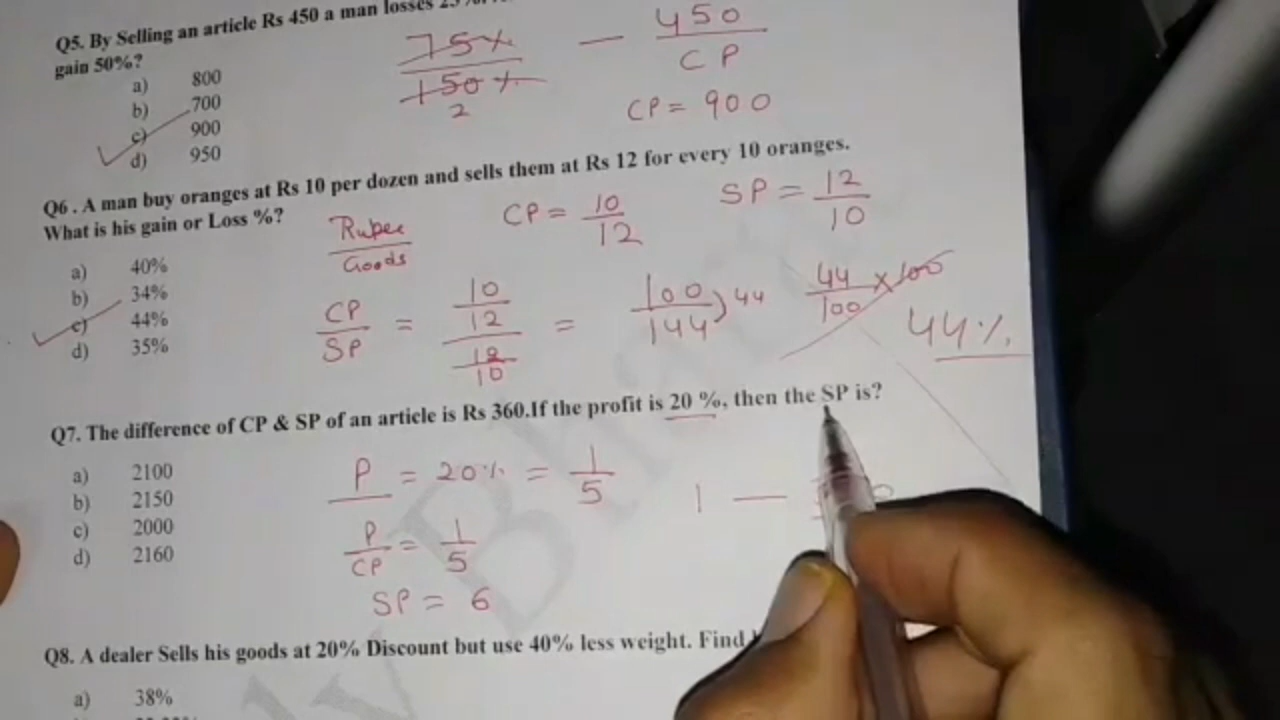 Q5. By Selling an article Rs 450 a man losses
gain 50%?
a) 800
b) 700
c) 900
d) 950
75%
150%
2
— 450
CP
CP = 900
Q6 . A man buy oranges at Rs 10 per dozen and sells them at Rs 12 for every 10 oranges.
What is his gain or Loss %?
a) 40%
b) 34%
c) 44%
d) 35%
Rupee
Goods
CP = 10/12
SP = 12/10
CP/SP = 10/12 / 12/10 = 100/144 ) 44
44/100 × 100
44%
Q7. The difference of CP & SP of an article is Rs 360.If the profit is 20 %, then the SP is?
a) 2100
b) 2150
c) 2000
d) 2160
P = 20% = 1/5
P/CP = 1/5
SP = 6
1 —
Q8. A dealer Sells his goods at 20% Discount but use 40% less weight. Find
a) 38%